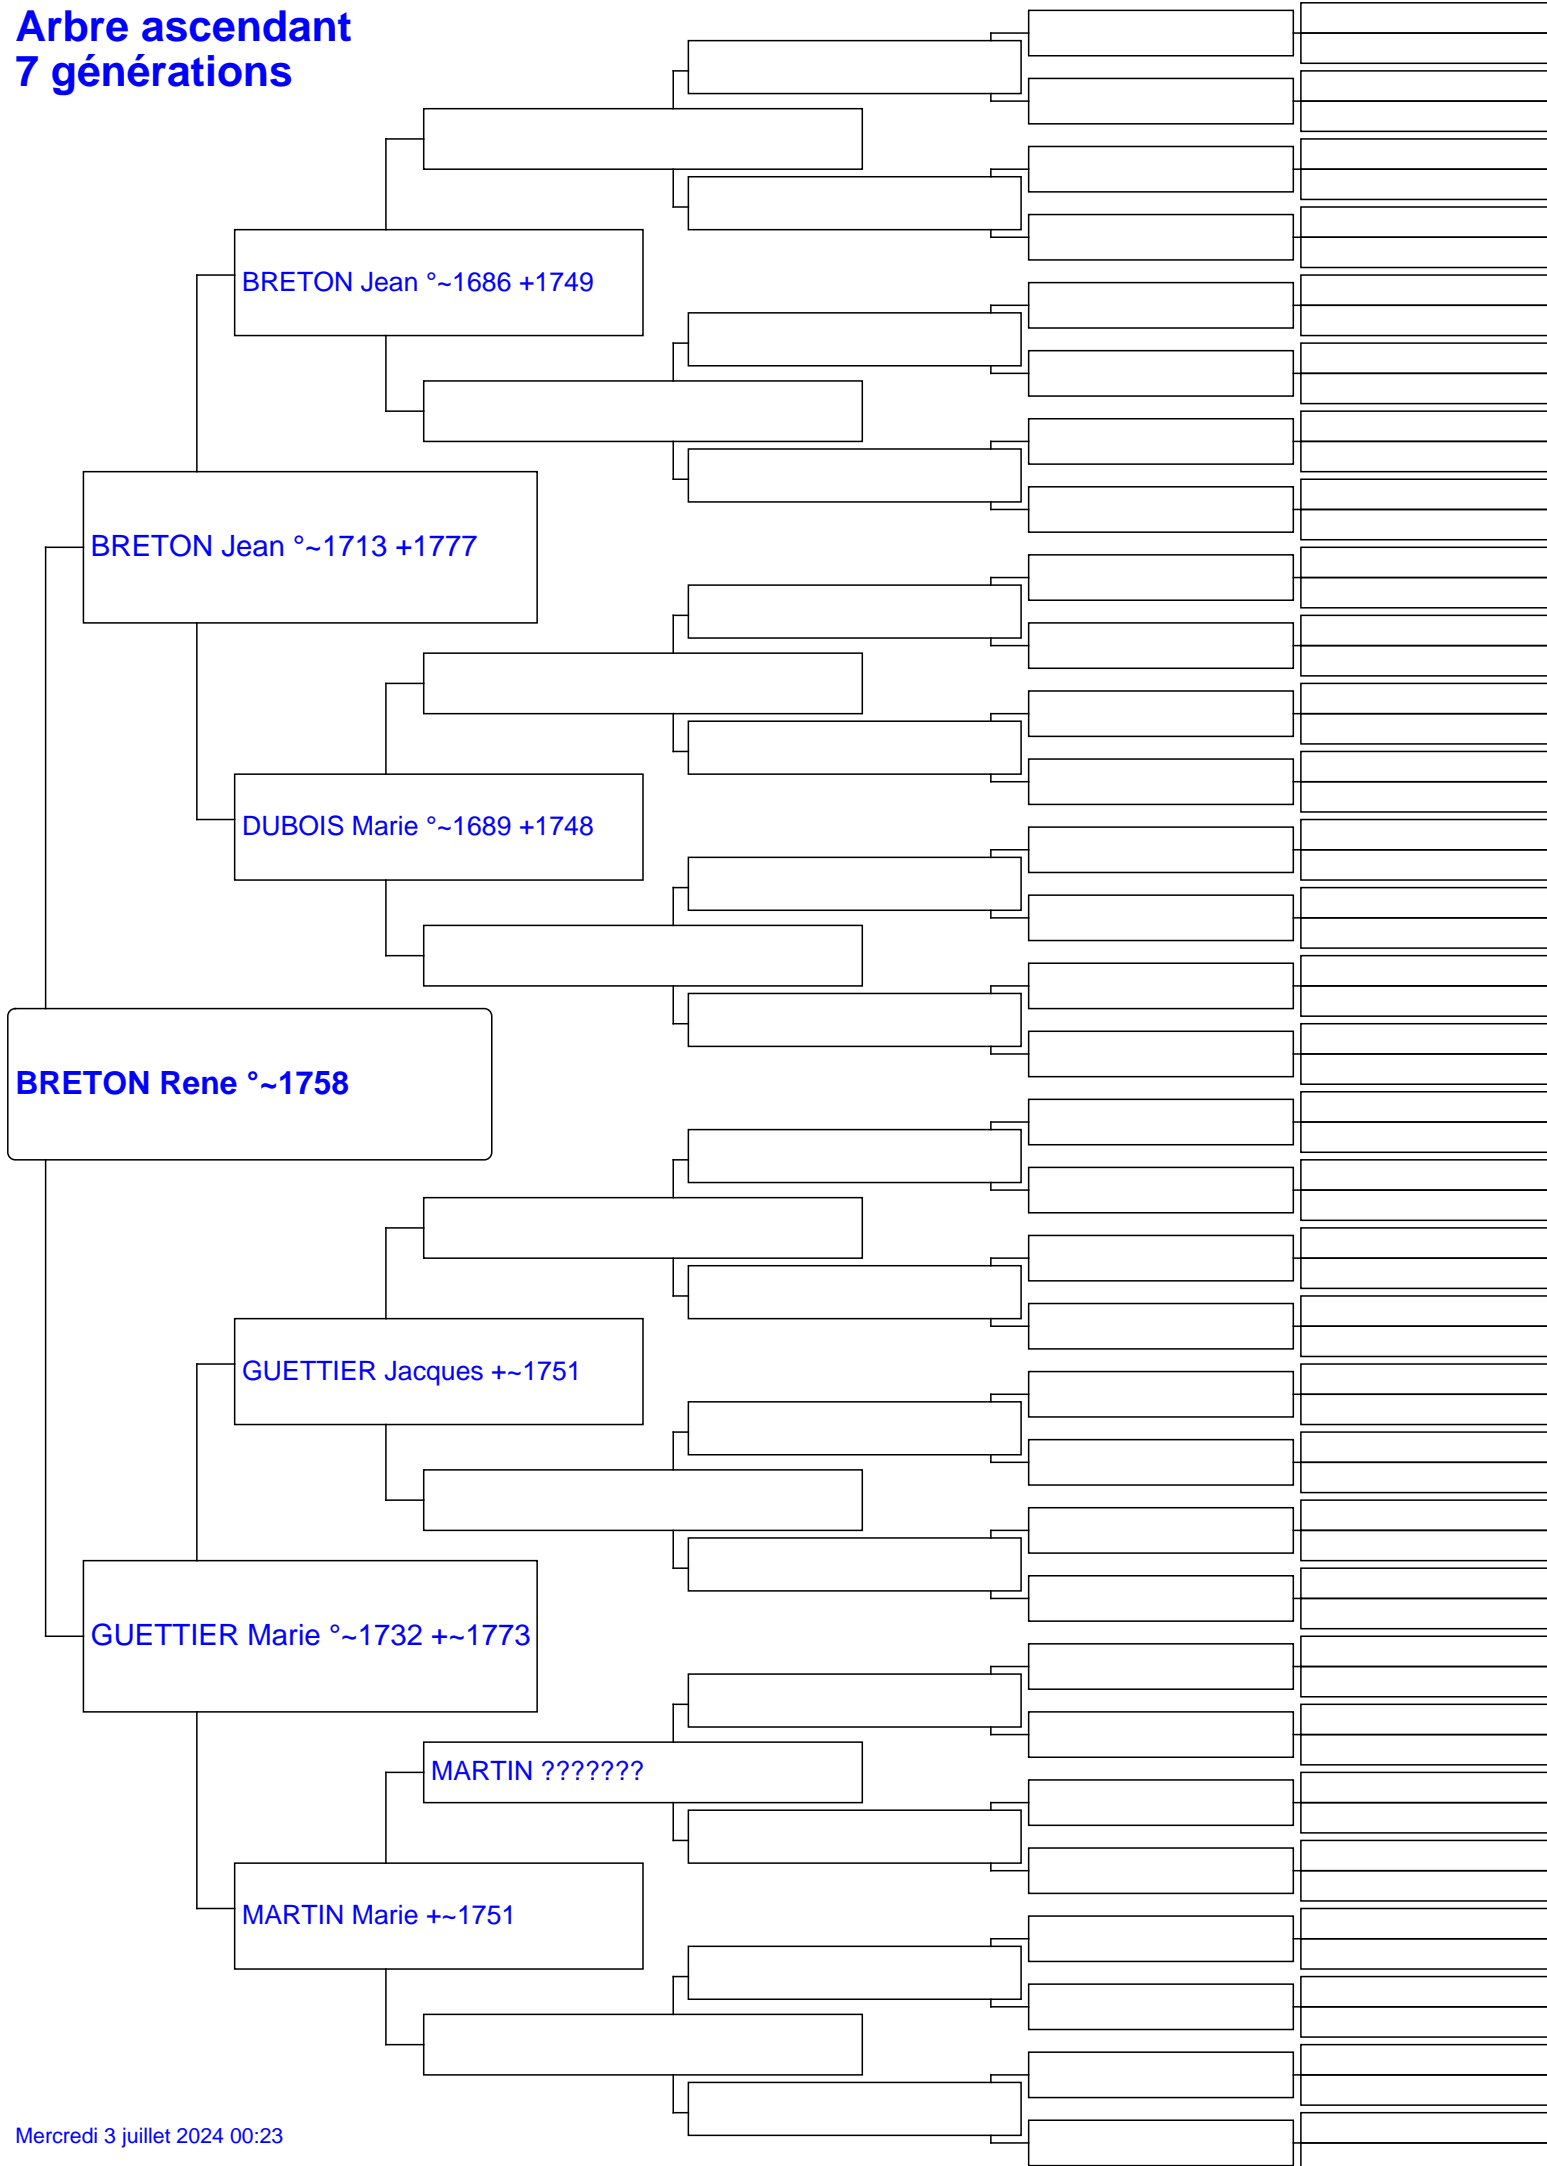 Arbre ascendant
7 générations
BRETON Jean °~1686 +1749
BRETON Jean °~1713 +1777
DUBOIS Marie °~1689 +1748
BRETON Rene °~1758
GUETTIER Jacques +~1751
GUETTIER Marie °~1732 +~1773
MARTIN ???????
MARTIN Marie +~1751
Mercredi 3 juillet 2024 00:23